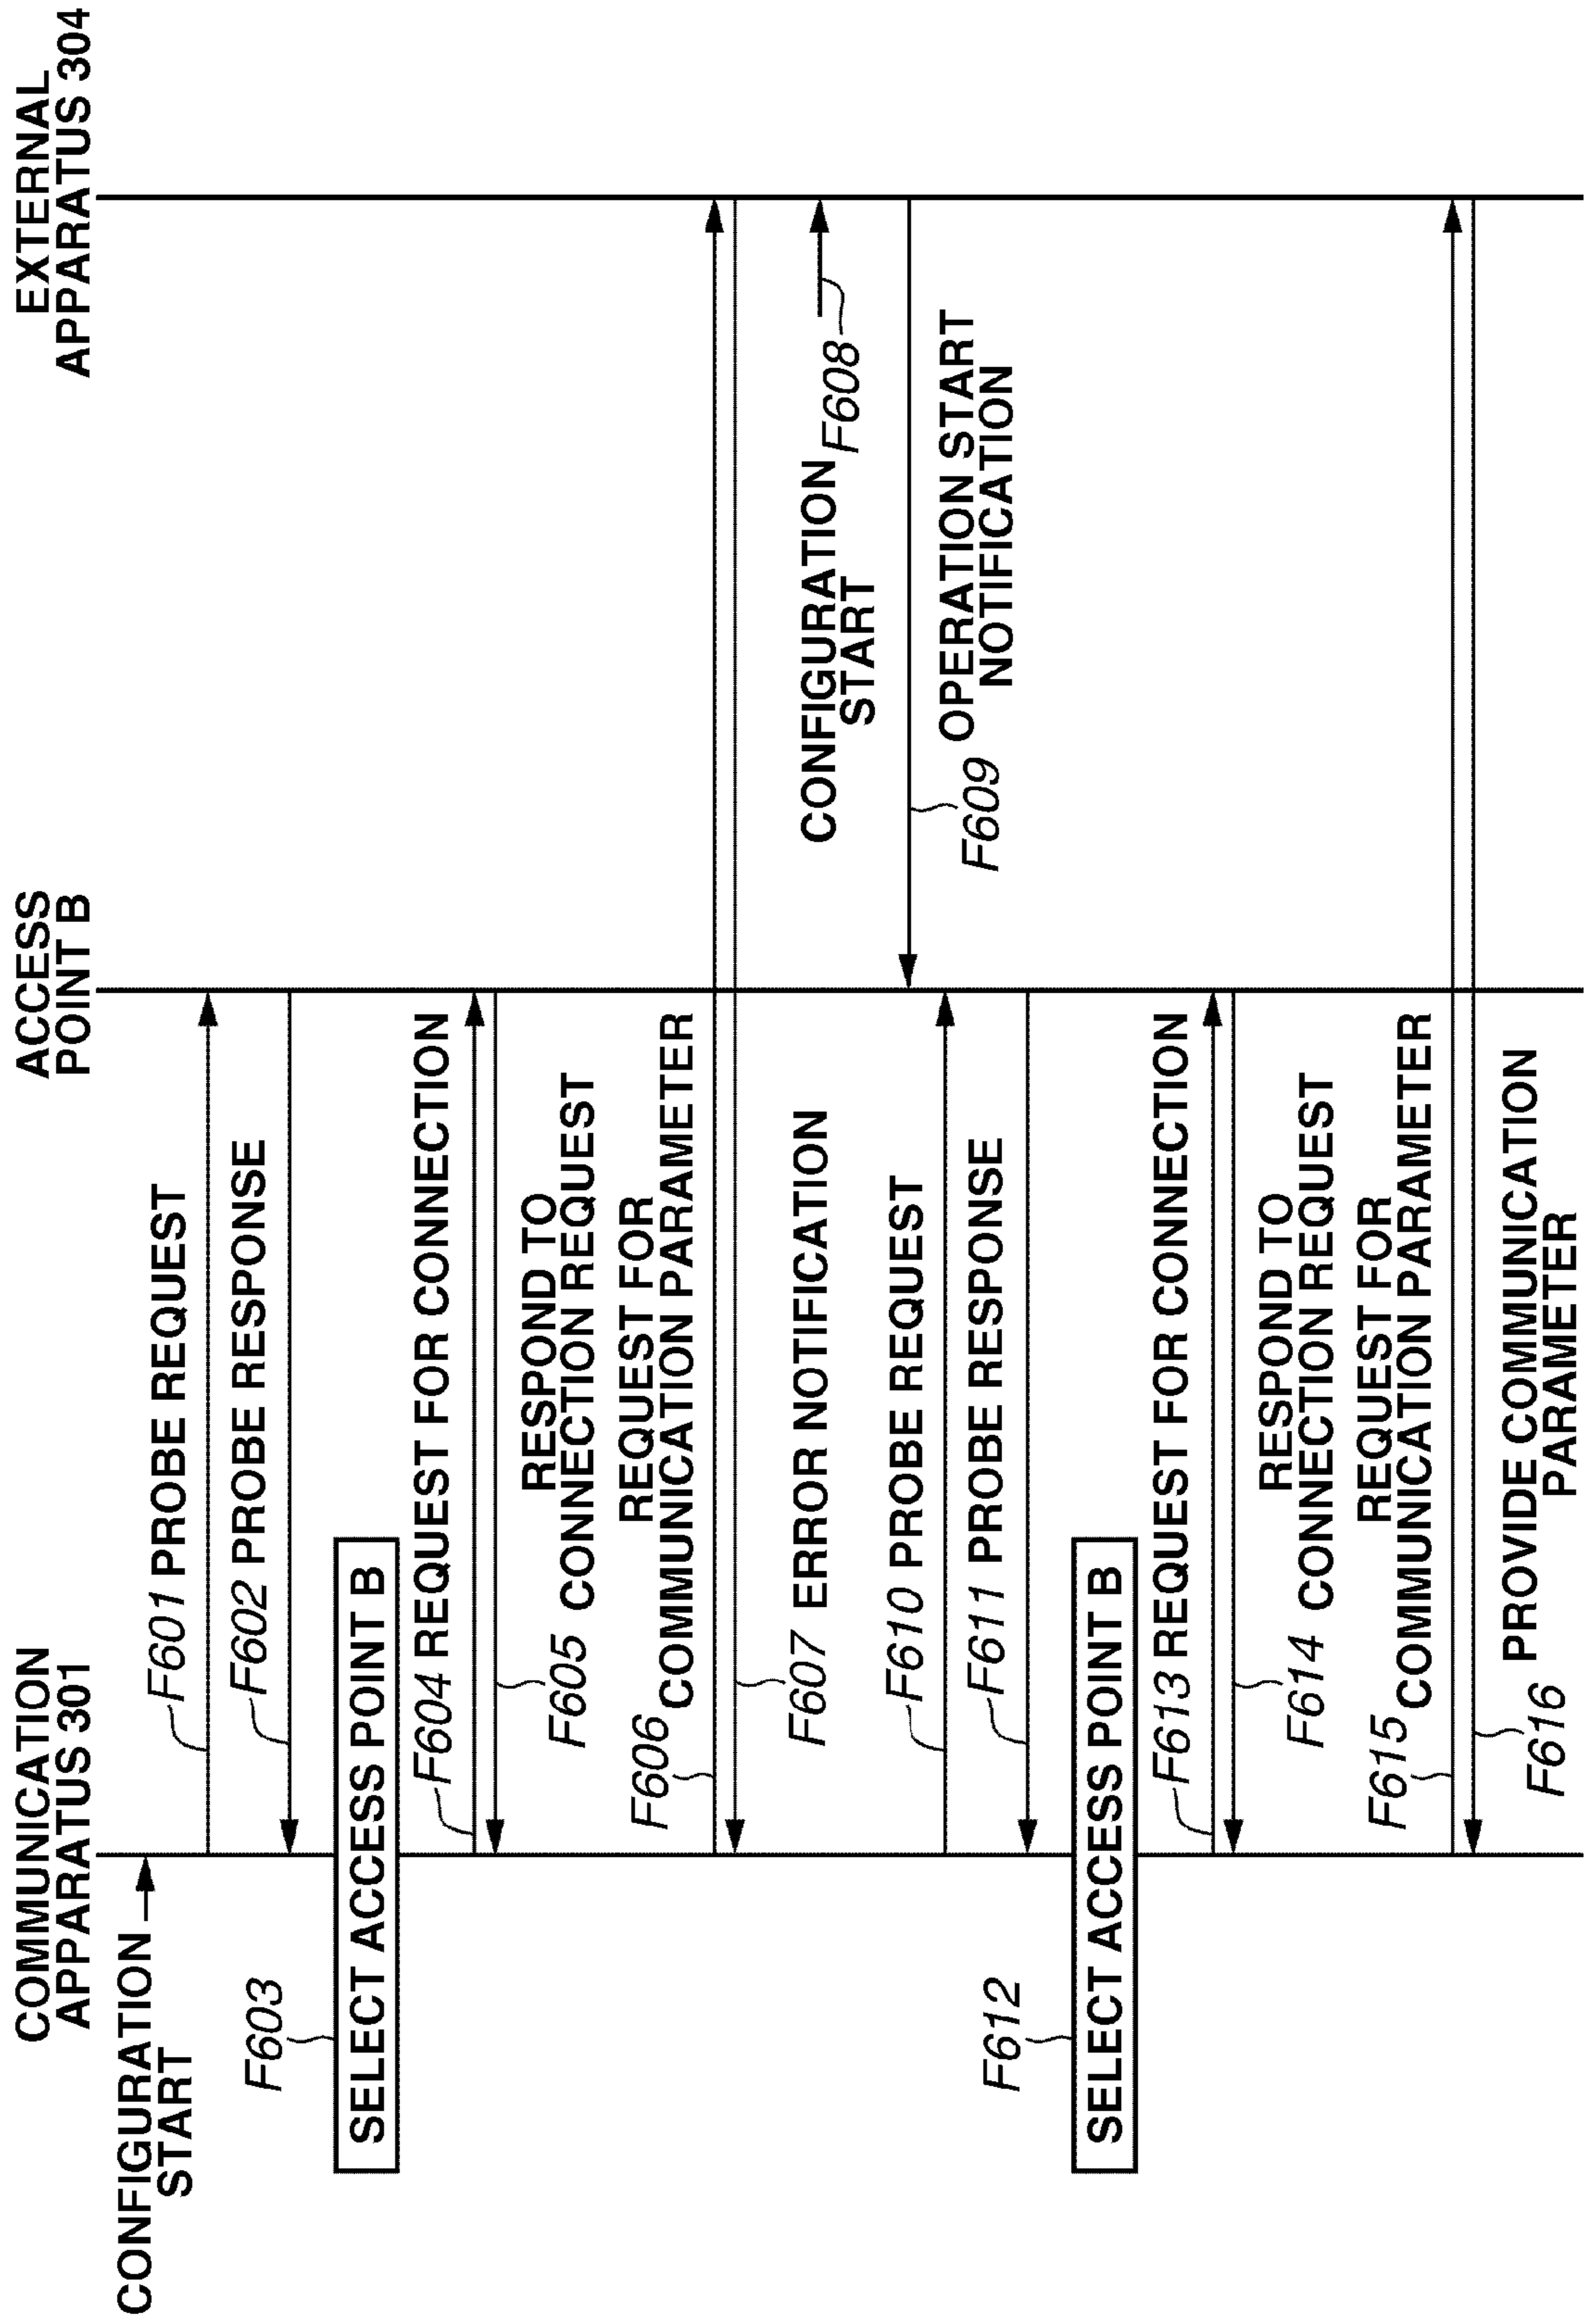 COMMUNICATION
APPARATUS 301
ACCESS
POINT B
EXTERNAL
APPARATUS 304
CONFIGURATION
START
F601 PROBE REQUEST
F602 PROBE RESPONSE
F603
SELECT ACCESS POINT B
F604 REQUEST FOR CONNECTION
RESPOND TO
F605 CONNECTION REQUEST
REQUEST FOR
F606 COMMUNICATION PARAMETER
F607 ERROR NOTIFICATION
CONFIGURATION
START
F608
OPERATION START
NOTIFICATION
F609
F610 PROBE REQUEST
F611 PROBE RESPONSE
F612
SELECT ACCESS POINT B
F613 REQUEST FOR CONNECTION
RESPOND TO
F614 CONNECTION REQUEST
REQUEST FOR
F615 COMMUNICATION PARAMETER
PROVIDE COMMUNICATION
PARAMETER
F616